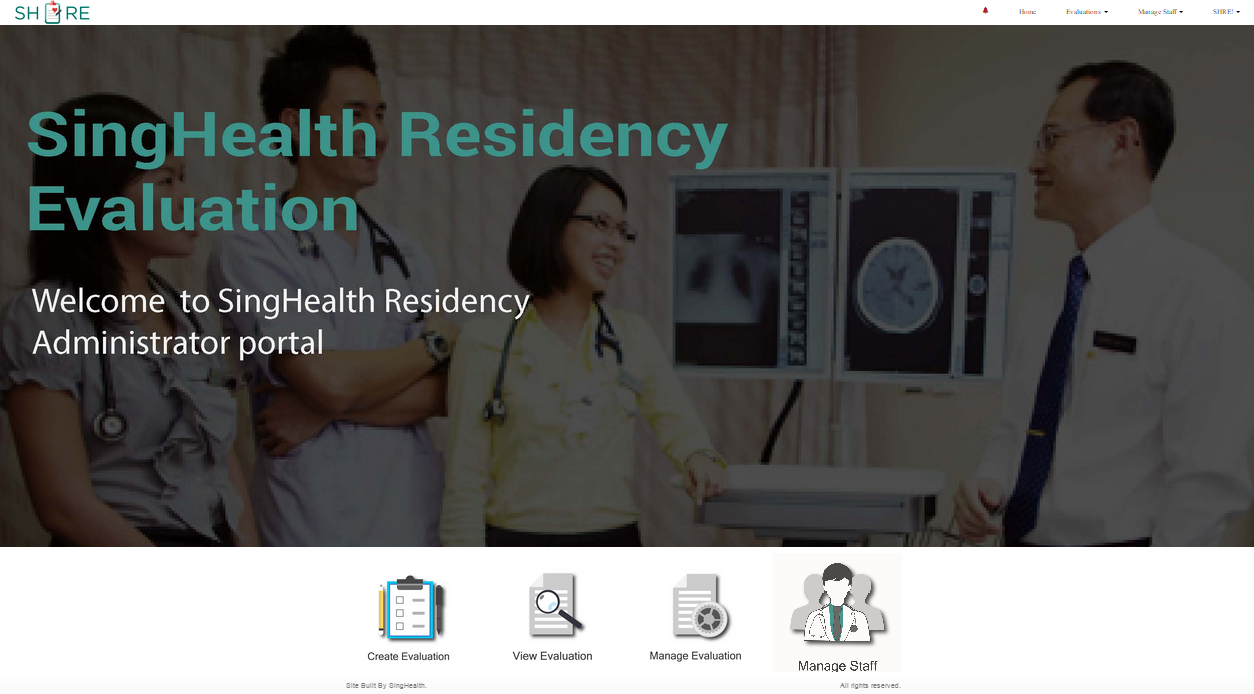 SH RE
Home Evaluations Manage Staff SHRE!
SingHealth Residency
Evaluation
Welcome to SingHealth Residency
Administrator portal
Create Evaluation
View Evaluation
Manage Evaluation
Manage Staff
Site Built By SingHealth.
All rights reserved.